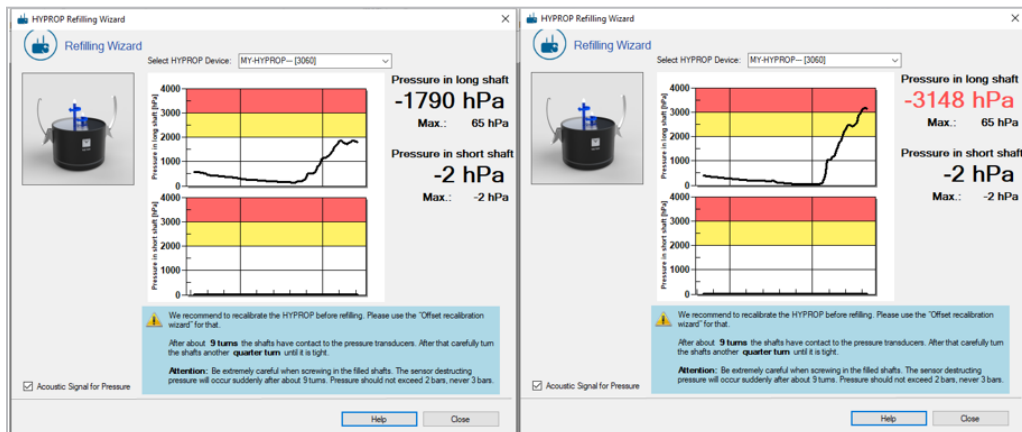 HYPROP Refilling Wizard
Refilling Wizard
Select HYPROP Device: MY-HYPROP--- [3060]
Pressure in long shaft
-1790 hPa
Max.: 65 hPa
Pressure in short shaft
-2 hPa
Max.: -2 hPa
Pressure in long shaft [hPa]
4000
3000
2000
1000
0
Pressure in short shaft [hPa]
4000
3000
2000
1000
0
We recommend to recalibrate the HYPROP before refilling. Please use the "Offset recalibration
wizard" for that.
After about 9 turns the shafts have contact to the pressure transducers. After that carefully turn
the shafts another quarter turn until it is tight.
Attention: Be extremely careful when screwing in the filled shafts. The sensor destructing
pressure will occur suddenly after about 9 turns. Pressure should not exceed 2 bars, never 3 bars.
Acoustic Signal for Pressure
Help
Close
HYPROP Refilling Wizard
Refilling Wizard
Select HYPROP Device: MY-HYPROP--- [3060]
Pressure in long shaft
-3148 hPa
Max.: 65 hPa
Pressure in short shaft
-2 hPa
Max.: -2 hPa
Pressure in long shaft [hPa]
4000
3000
2000
1000
0
Pressure in short shaft [hPa]
4000
3000
2000
1000
0
We recommend to recalibrate the HYPROP before refilling. Please use the "Offset recalibration
wizard" for that.
After about 9 turns the shafts have contact to the pressure transducers. After that carefully turn
the shafts another quarter turn until it is tight.
Attention: Be extremely careful when screwing in the filled shafts. The sensor destructing
pressure will occur suddenly after about 9 turns. Pressure should not exceed 2 bars, never 3 bars.
Acoustic Signal for Pressure
Help
Close